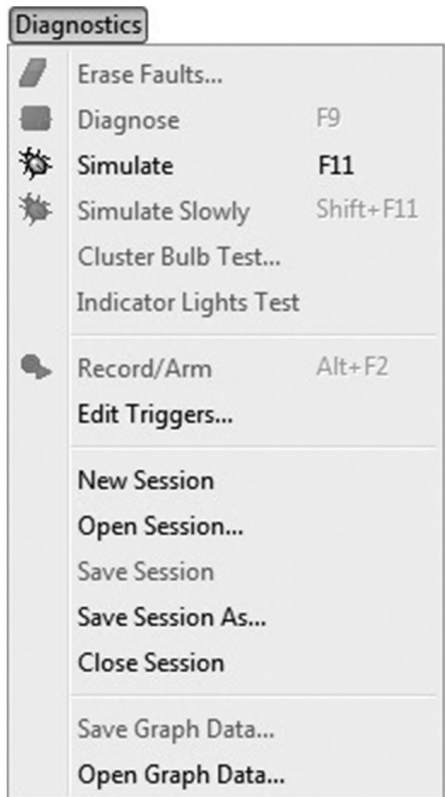 Diagnostics
Erase Faults...
Diagnose F9
Simulate F11
Simulate Slowly Shift+F11
Cluster Bulb Test...
Indicator Lights Test
Record/Arm Alt+F2
Edit Triggers...
New Session
Open Session...
Save Session
Save Session As...
Close Session
Save Graph Data...
Open Graph Data...